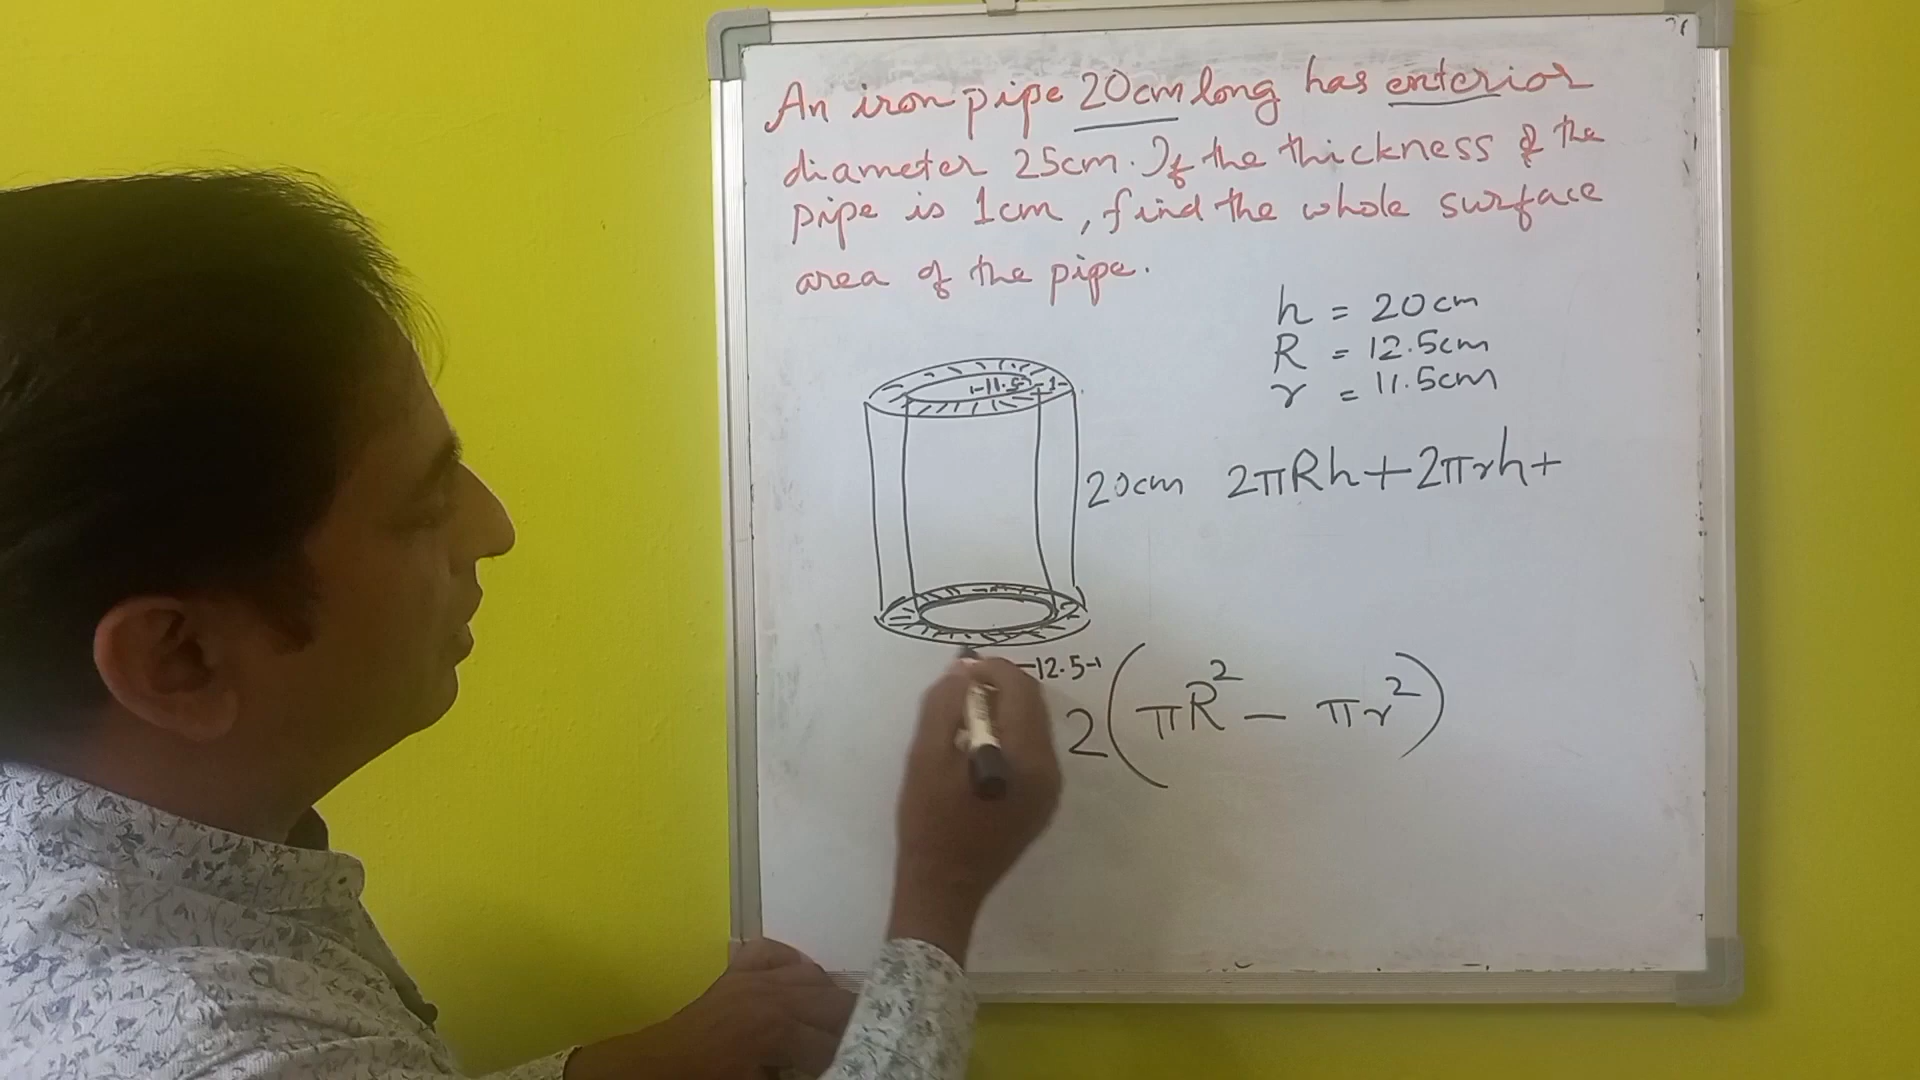 An iron pipe 20cm long has exterior
diameter 25cm. If the thickness of the
pipe is 1cm, find the whole surface
area of the pipe.
h = 20cm
R = 12.5cm
r = 11.5cm
11.5 1
20cm 2πRh+2πrh+
12.5
2(πR² - πr²)